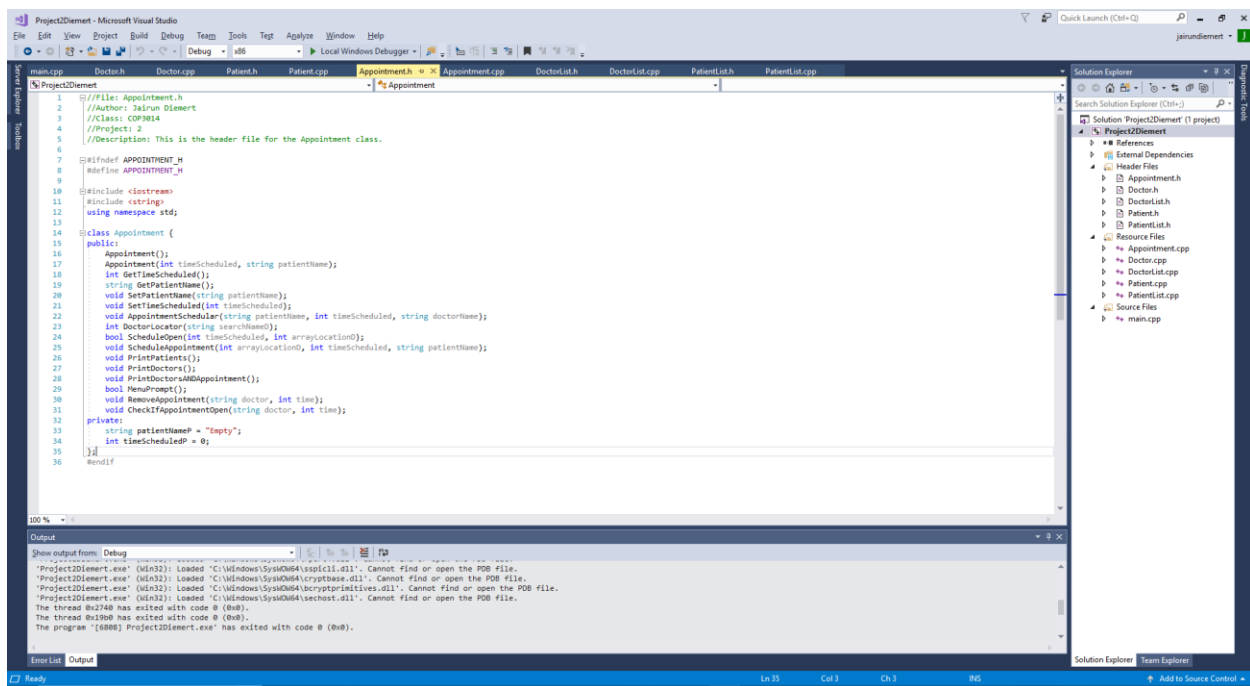 Project2Diemert - Microsoft Visual Studio
Quick Launch (Ctrl+Q)
File Edit View Project Build Debug Team Tools Test Analyze Window Help
jairundiemert
J
Debug x86 Local Windows Debugger
Server Explorer
Toolbox
main.cpp Doctor.h Doctor.cpp Patient.h Patient.cpp Appointment.h Appointment.cpp DoctorList.h DoctorList.cpp PatientList.h PatientList.cpp
Project2Diemert Appointment
1 //File: Appointment.h
2 //Author: Jairun Diemert
3 //Class: COP3014
4 //Project: 2
5 //Description: This is the header file for the Appointment class.
6
7 #ifndef APPOINTMENT_H
8 #define APPOINTMENT_H
9
10 #include <iostream>
11 #include <string>
12 using namespace std;
13
14 class Appointment {
15 public:
16 Appointment();
17 Appointment(int timeScheduled, string patientName);
18 int GetTimeScheduled();
19 string GetPatientName();
20 void SetPatientName(string patientName);
21 void SetTimeScheduled(int timeScheduled);
22 void AppointmentSchedular(string patientName, int timeScheduled, string doctorName);
23 int DoctorLocator(string searchNameD);
24 bool ScheduleOpen(int timeScheduled, int arrayLocationD);
25 void ScheduleAppointment(int arrayLocationD, int timeScheduled, string patientName);
26 void PrintPatients();
27 void PrintDoctors();
28 void PrintDoctorsANDAppointment();
29 bool MenuPrompt();
30 void RemoveAppointment(string doctor, int time);
31 void CheckIfAppointmentOpen(string doctor, int time);
32 private:
33 string patientNameP = "Empty";
34 int timeScheduledP = 0;
35 };
36 #endif
100 %
Output
Show output from: Debug
'Project2Diemert.exe' (Win32): Loaded 'C:\Windows\SysWOW64\sspicli.dll'. Cannot find or open the PDB file.
'Project2Diemert.exe' (Win32): Loaded 'C:\Windows\SysWOW64\cryptbase.dll'. Cannot find or open the PDB file.
'Project2Diemert.exe' (Win32): Loaded 'C:\Windows\SysWOW64\bcryptprimitives.dll'. Cannot find or open the PDB file.
'Project2Diemert.exe' (Win32): Loaded 'C:\Windows\SysWOW64\sechost.dll'. Cannot find or open the PDB file.
The thread 0x2740 has exited with code 0 (0x0).
The thread 0x19b0 has exited with code 0 (0x0).
The program '[6808] Project2Diemert.exe' has exited with code 0 (0x0).
Error List Output
Solution Explorer
Search Solution Explorer (Ctrl+;)
Solution 'Project2Diemert' (1 project)
Project2Diemert
References
External Dependencies
Header Files
Appointment.h
Doctor.h
DoctorList.h
Patient.h
PatientList.h
Resource Files
Appointment.cpp
Doctor.cpp
DoctorList.cpp
Patient.cpp
PatientList.cpp
Source Files
main.cpp
Solution Explorer Team Explorer
Diagnostic Tools
Ready Ln 35 Col 3 Ch 3 INS Add to Source Control